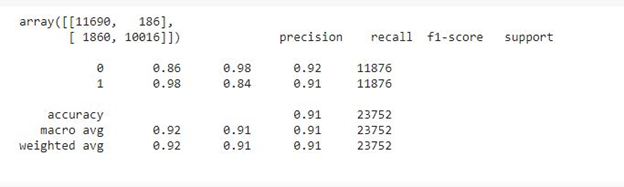 array([[11690, 186],
[ 1860, 10016]]) precision recall f1-score support
0 0.86 0.98 0.92 11876
1 0.98 0.84 0.91 11876
accuracy 0.91 23752
macro avg 0.92 0.91 0.91 23752
weighted avg 0.92 0.91 0.91 23752